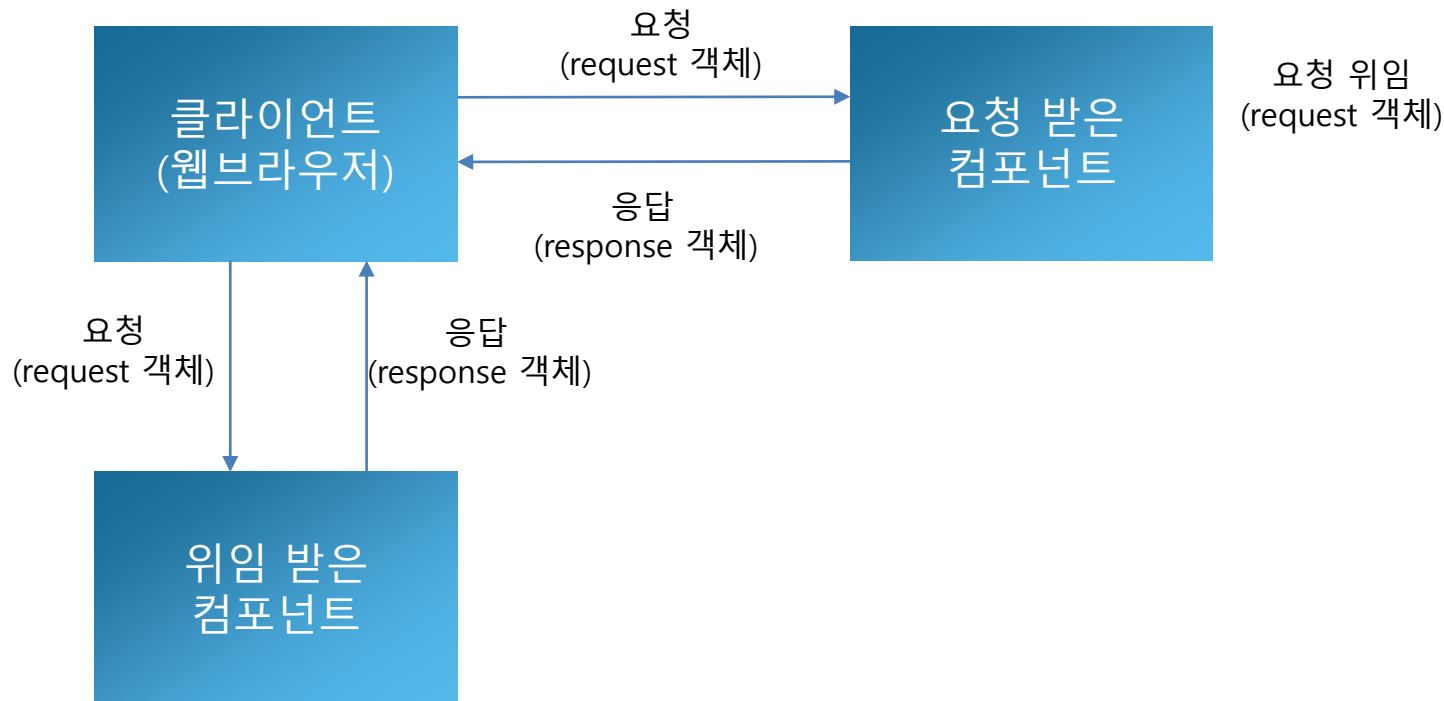 요청
(request 객체)
클라이언트
(웹브라우저)
요청 받은
컴포넌트
요청 위임
(request 객체)
응답
(response 객체)
요청
(request 객체)
응답
(response 객체)
위임 받은
컴포넌트